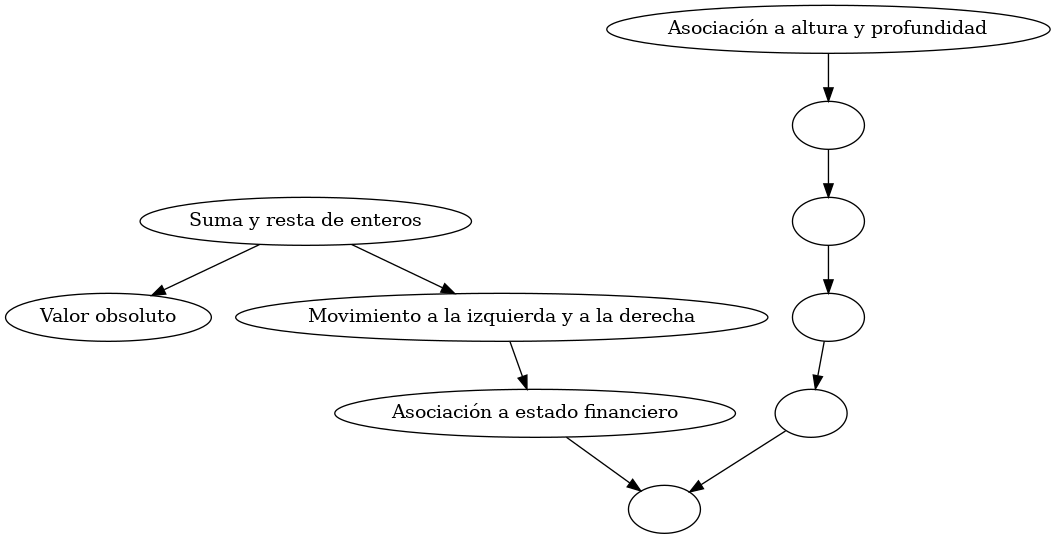 Asociación a altura y profundidad
Suma y resta de enteros
Valor obsoluto
Movimiento a la izquierda y a la derecha
Asociación a estado financiero